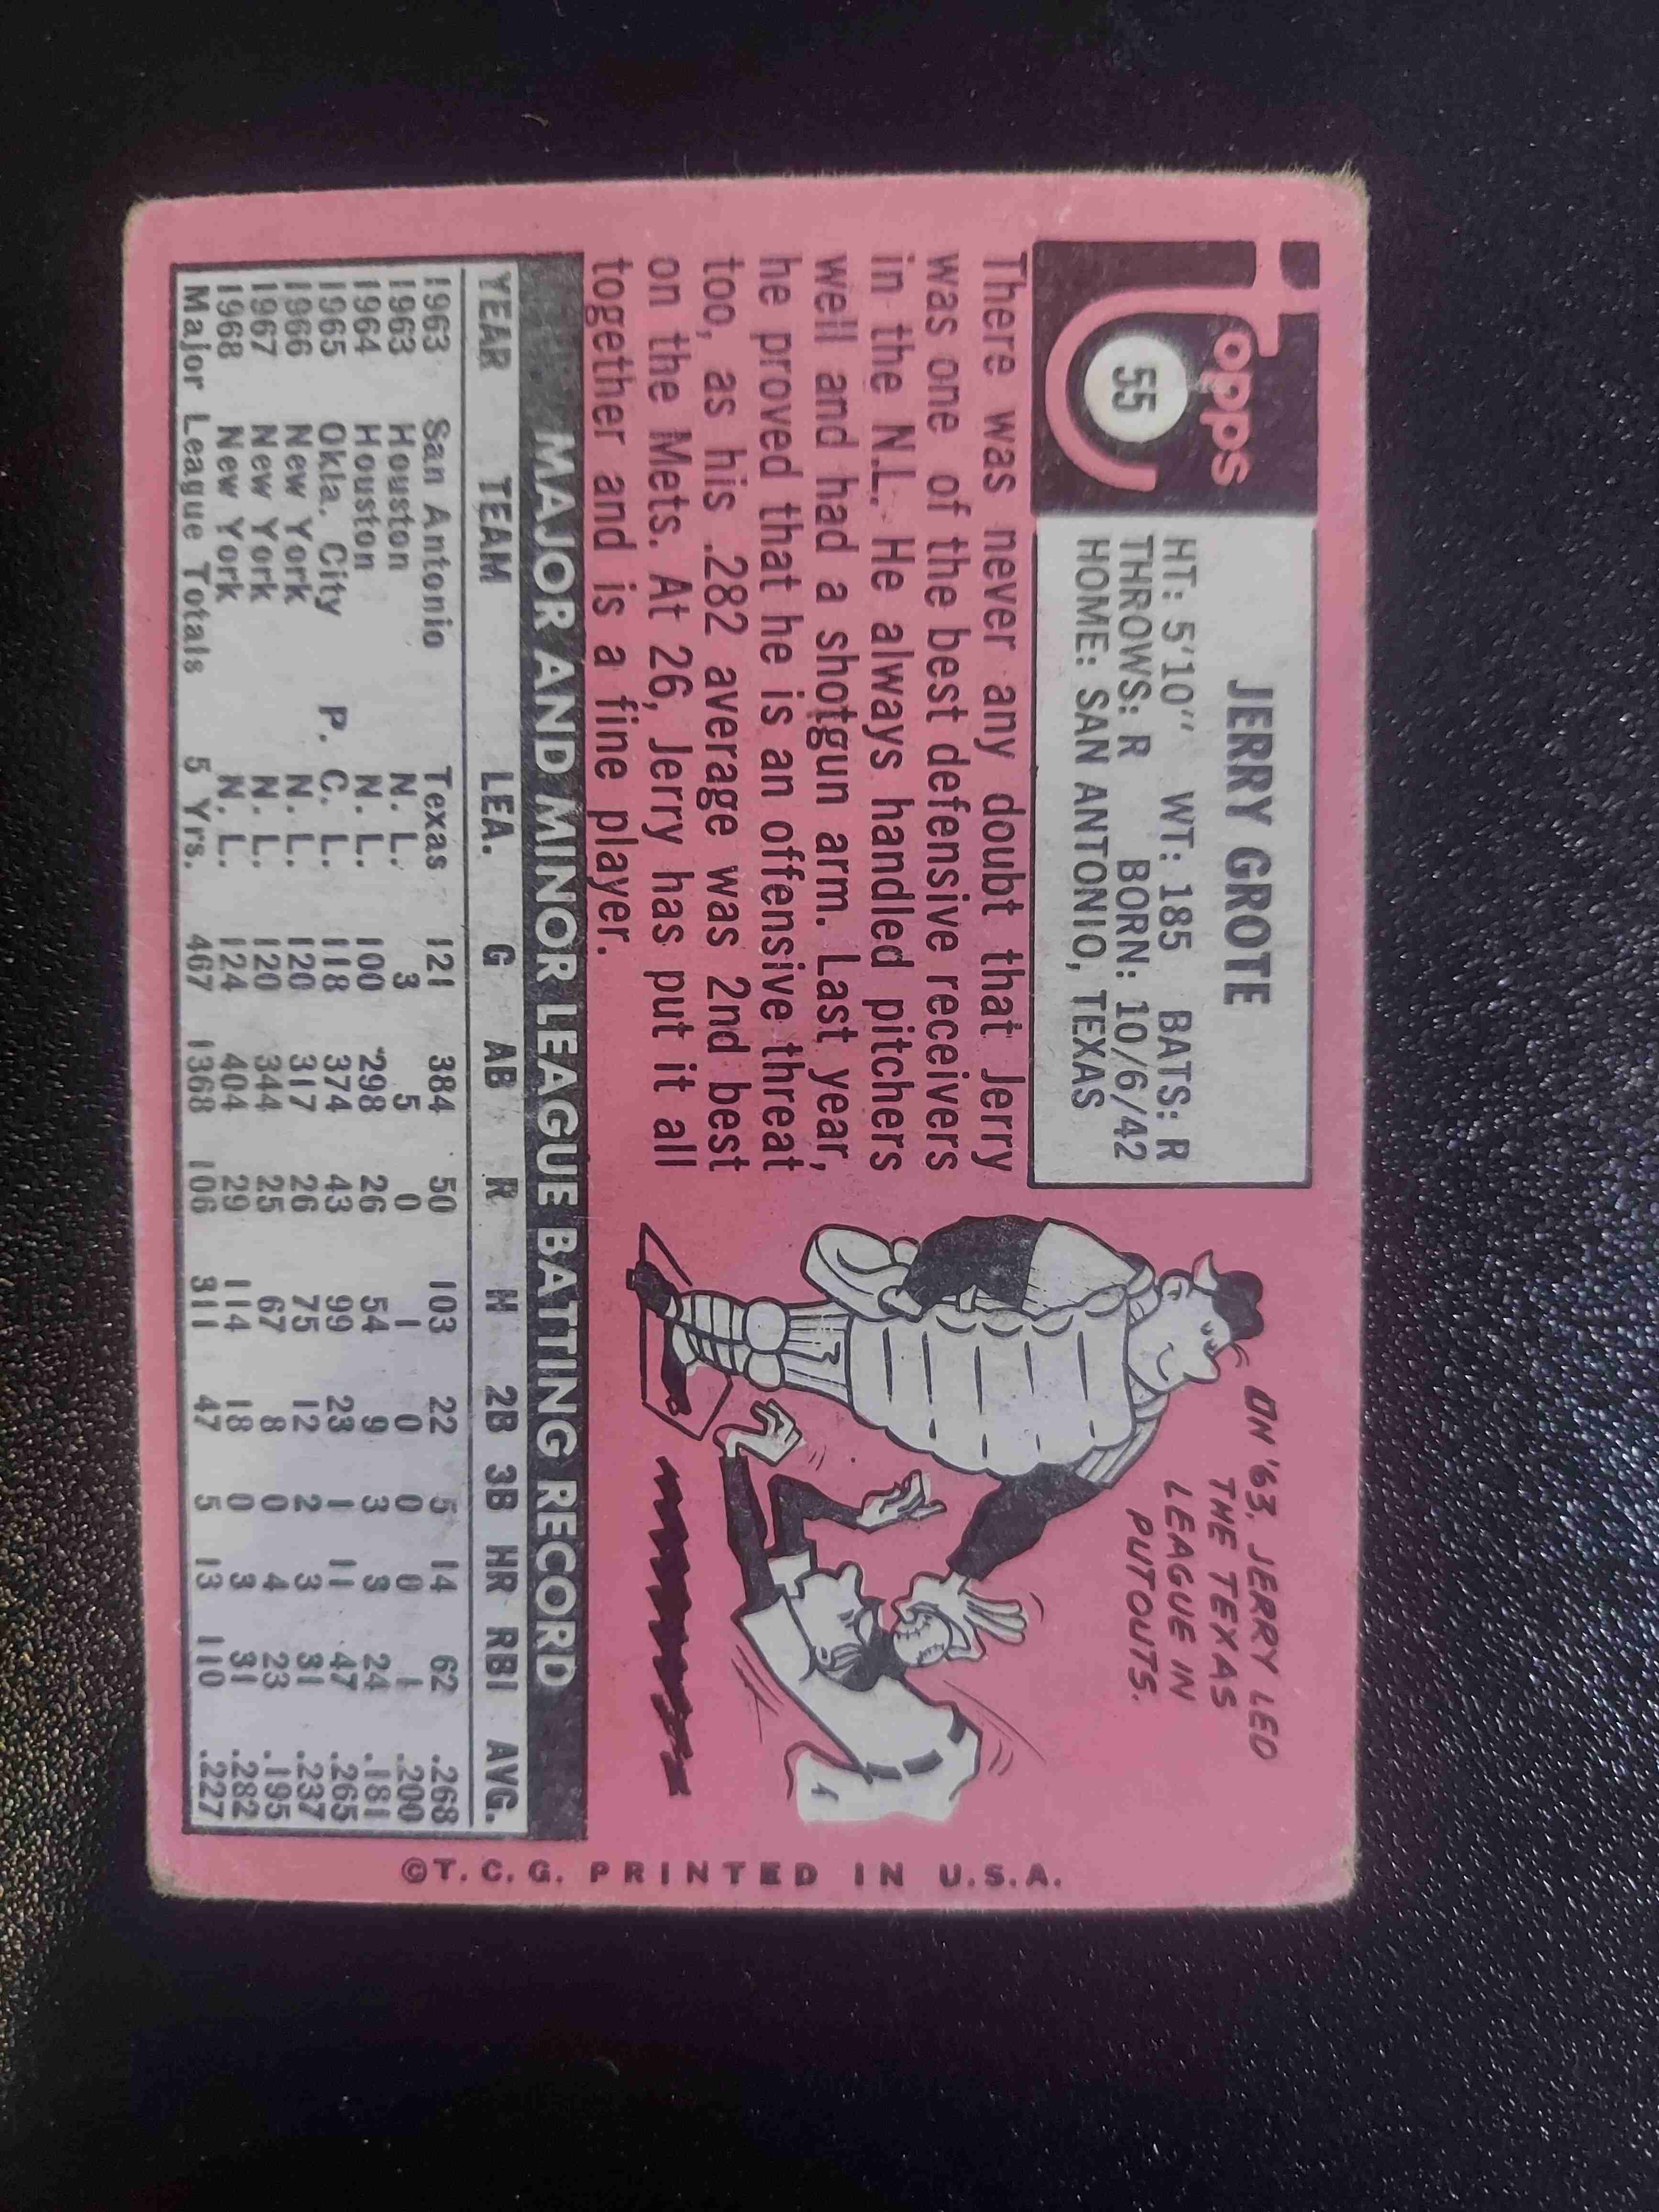 Topps
55
JERRY GROTE
HT: 5'10" WT: 185 BATS: R
THROWS: R BORN: 10/6/42
HOME: SAN ANTONIO, TEXAS
ON '63, JERRY LED
THE TEXAS
LEAGUE IN
PUTOUTS.
There was never any doubt that Jerry
was one of the best defensive receivers
in the N.L. He always handled pitchers
well and had a shotgun arm. Last year,
he proved that he is an offensive threat
too, as his .282 average was 2nd best
on the Mets. At 26, Jerry has put it all
together and is a fine player.
MAJOR AND MINOR LEAGUE BATTING RECORD
YEAR TEAM LEA. G AB R H 2B 3B HR RBI AVG.
1963 San Antonio Texas 121 384 50 103 22 5 14 62 .268
1963 Houston N. L. 3 5 0 1 0 0 0 1 .200
1964 Houston N. L. 100 298 26 54 9 3 3 24 .181
1965 Okla. City P. C. L. 118 374 43 99 23 1 11 47 .265
1966 New York N. L. 120 317 26 75 12 2 3 31 .237
1967 New York N. L. 120 344 25 67 8 0 4 23 .195
1968 New York N. L. 124 404 29 114 18 0 3 31 .282
Major League Totals 5 Yrs. 467 1368 106 311 47 5 13 110 .227
©T. C. G. PRINTED IN U.S.A.